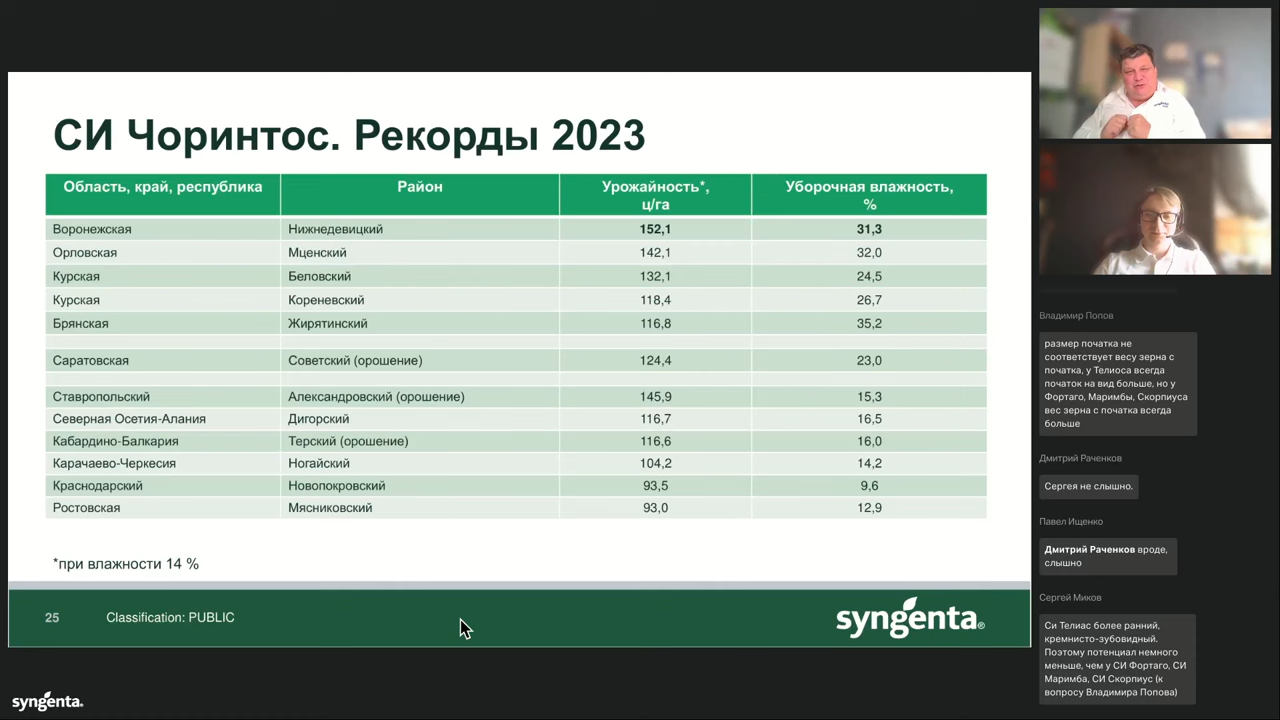 СИ Чоринтос. Рекорды 2023
Область, край, республика Район Урожайность*, ц/га Уборочная влажность, %
Воронежская Нижнедевицкий 152,1 31,3
Орловская Мценский 142,1 32,0
Курская Беловский 132,1 24,5
Курская Кореневский 118,4 26,7
Брянская Жирятинский 116,8 35,2
Саратовская Советский (орошение) 124,4 23,0
Ставропольский Александровский (орошение) 145,9 15,3
Северная Осетия-Алания Дигорский 116,7 16,5
Кабардино-Балкария Терский (орошение) 116,6 16,0
Карачаево-Черкесия Ногайский 104,2 14,2
Краснодарский Новопокровский 93,5 9,6
Ростовская Мясниковский 93,0 12,9
*при влажности 14 %
25 Classification: PUBLIC syngenta®
syngenta.
Владимир Попов
размер початка не
соответствует весу зерна с
початка, у Телиоса всегда
початок на вид больше, но у
Фортаго, Маримбы, Скорпиуса
вес зерна с початка всегда
больше
Дмитрий Раченков
Сергея не слышно.
Павел Ищенко
Дмитрий Раченков вроде,
слышно
Сергей Миков
Си Телиас более ранний,
кремнисто-зубовидный.
Поэтому потенциал немного
меньше, чем у СИ Фортаго, СИ
Маримба, СИ Скорпиус (к
вопросу Владимира Попова)